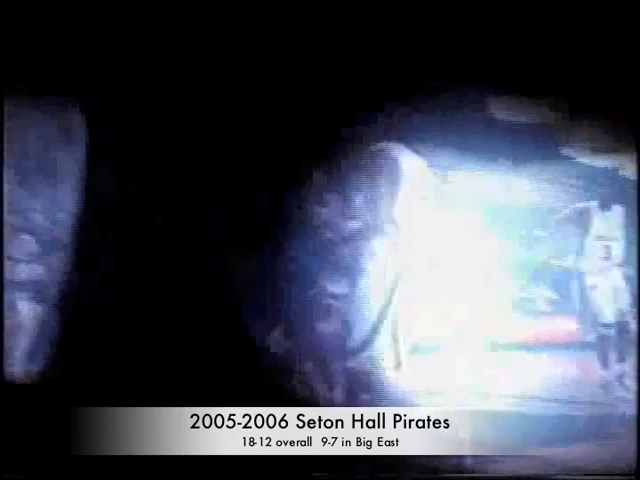 2005-2006 Seton Hall Pirates
18-12 overall  9-7 in Big East